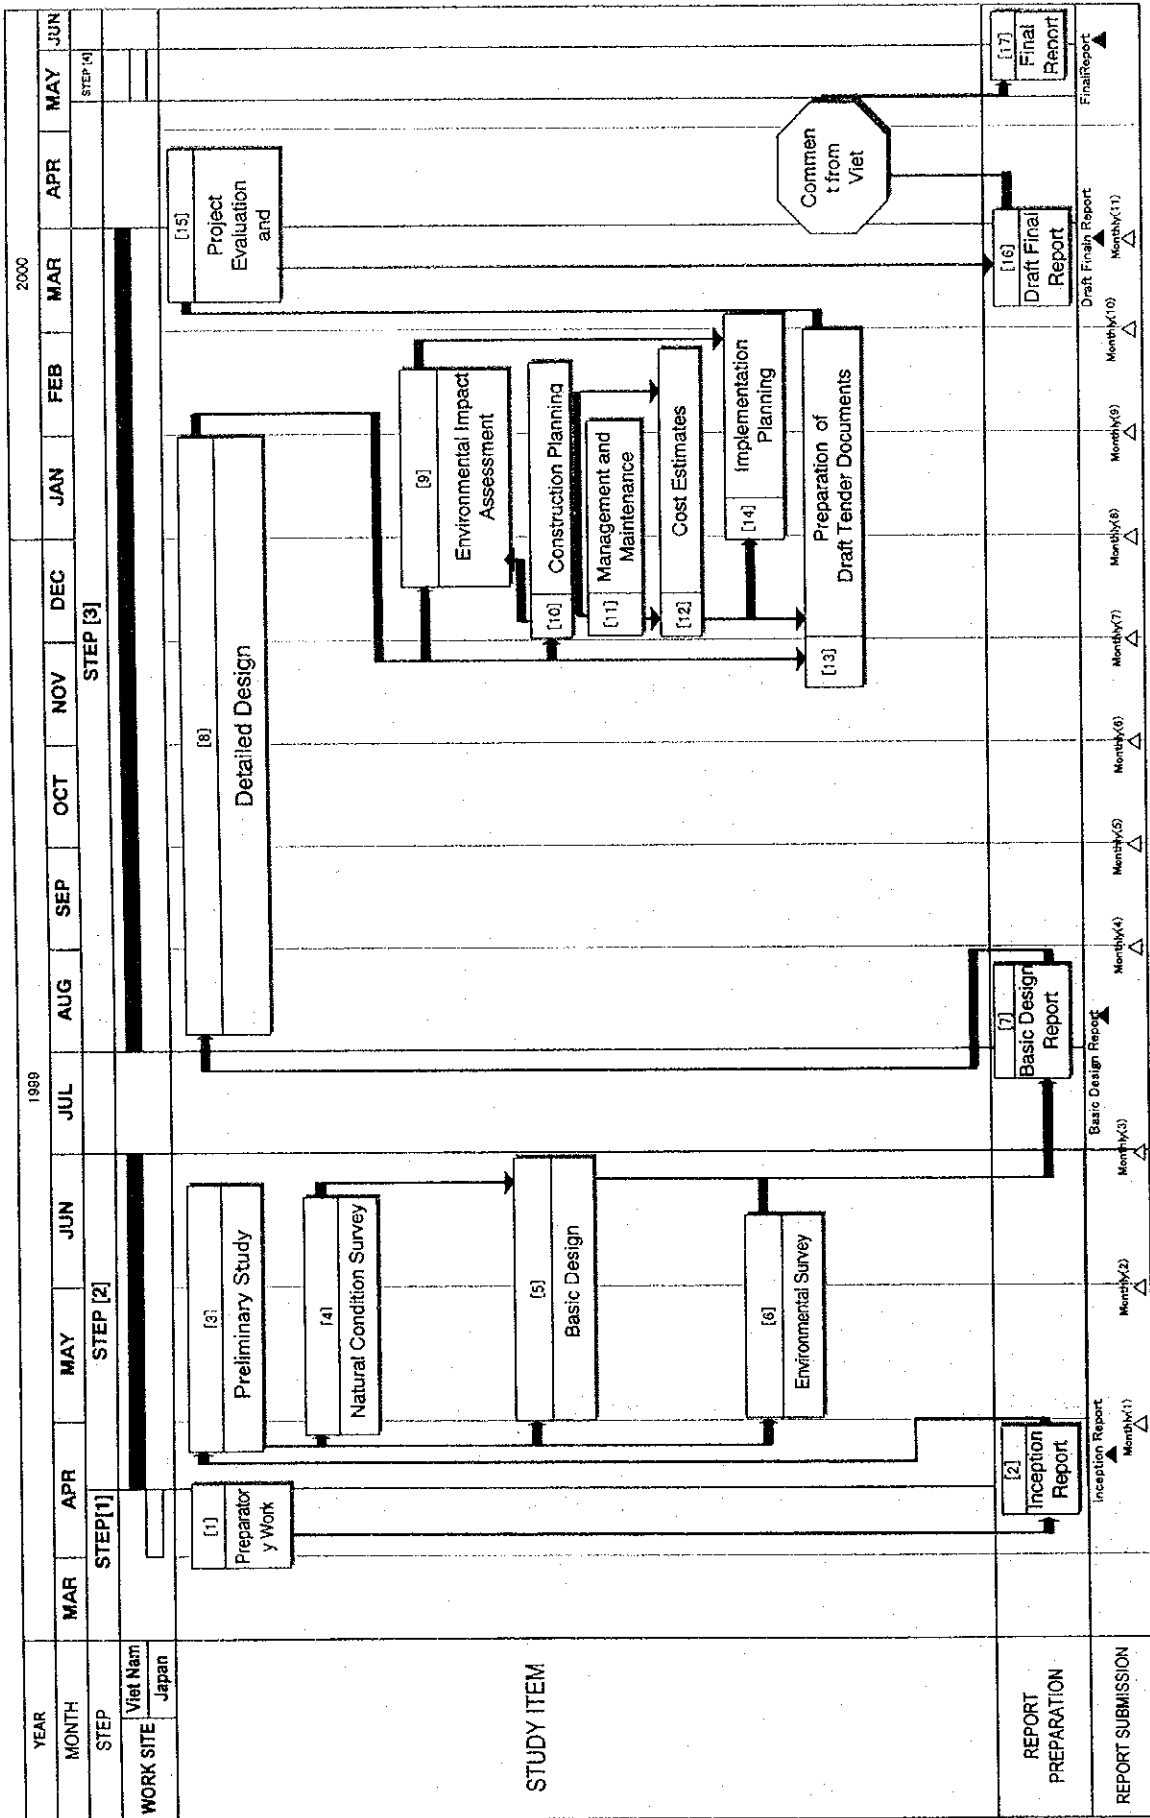 YEAR
1999
2000
MONTH
MAR
APR
MAY
JUN
JUL
AUG
SEP
OCT
NOV
DEC
JAN
FEB
MAR
APR
MAY
JUN
STEP
STEP[1]
STEP [2]
STEP [3]
STEP [4]
WORK SITE
Viet Nam
Japan
STUDY ITEM
[1]
Preparator
y Work
[3]
Preliminary Study
[4]
Natural Condition Survey
[5]
Basic Design
[6]
Environmental Survey
[8]
Detailed Design
[9]
Environmental Impact
Assessment
[10]
Construction Planning
[11]
Management and
Maintenance
[12]
Cost Estimates
[14]
Implementation
Planning
[13]
Preparation of
Draft Tender Documents
[15]
Project
Evaluation
and
Commen
t from
Viet
REPORT
PREPARATION
[2]
Inception
Report
[7]
Basic Design
Report
[16]
Draft Final
Report
[17]
Final
Report
REPORT SUBMISSION
Inception Report
Basic Design Report
Draft Finaln Report
FinalReport
Monthly(1)
Monthly(2)
Monthly(3)
Monthly(4)
Monthly(5)
Monthly(6)
Monthly(7)
Monthly(8)
Monthly(9)
Monthly(10)
Monthly(11)